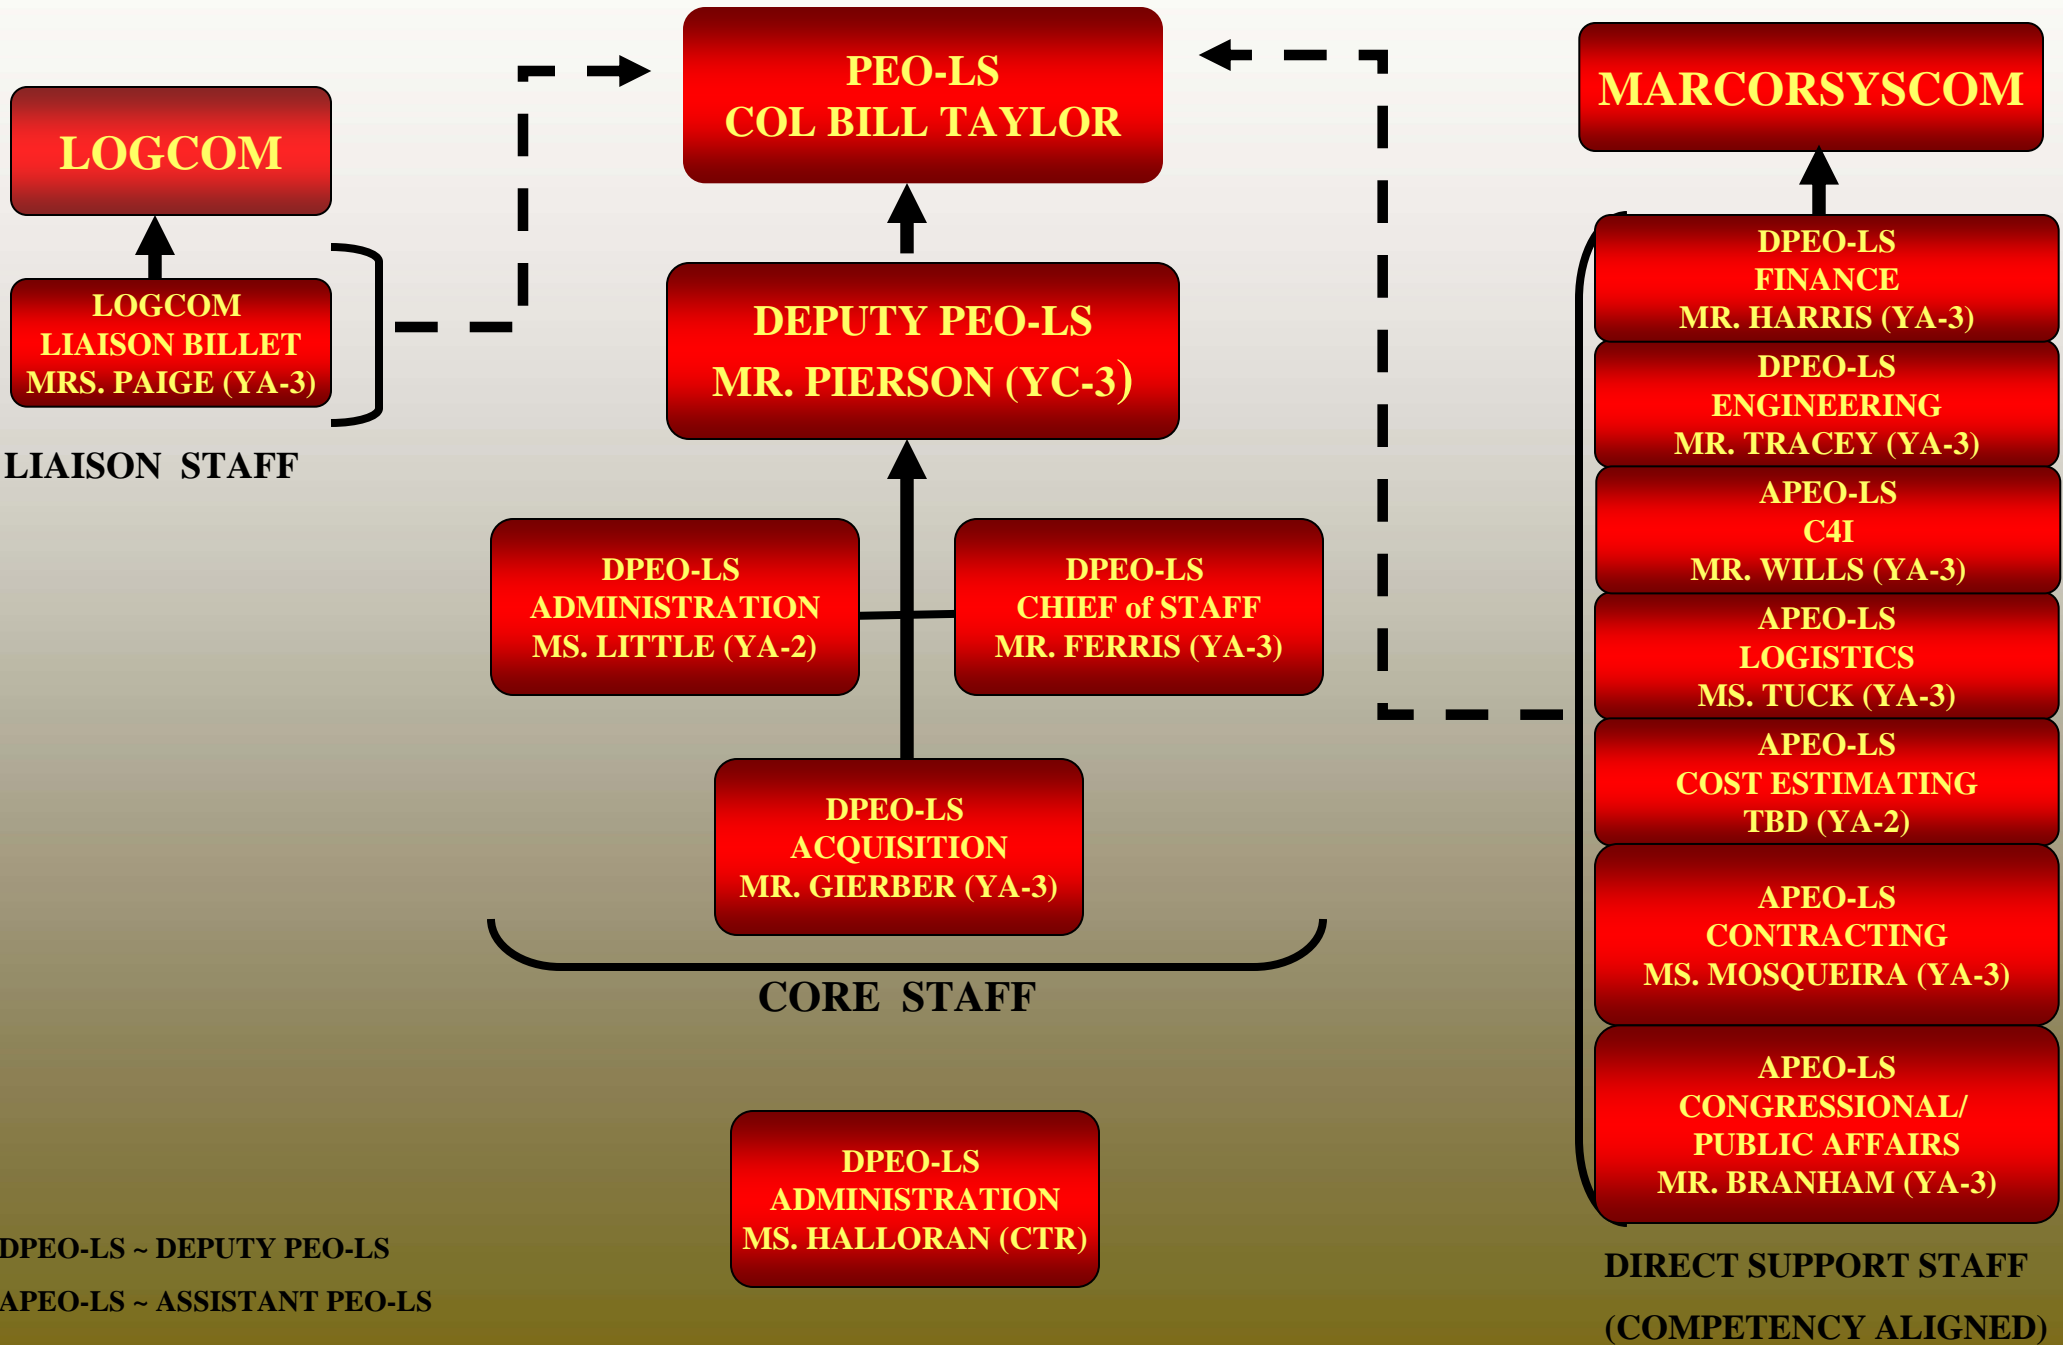 PEO-LS
COL BILL TAYLOR
MARCORSYSCOM
LOGCOM
LOGCOM
LIAISON BILLET
MRS. PAIGE (YA-3)
LIAISON STAFF
DEPUTY PEO-LS
MR. PIERSON (YC-3)
DPEO-LS
ADMINISTRATION
MS. LITTLE (YA-2)
DPEO-LS
CHIEF of STAFF
MR. FERRIS (YA-3)
DPEO-LS
ACQUISITION
MR. GIERBER (YA-3)
CORE STAFF
DPEO-LS
ADMINISTRATION
MS. HALLORAN (CTR)
DPEO-LS
FINANCE
MR. HARRIS (YA-3)
DPEO-LS
ENGINEERING
MR. TRACEY (YA-3)
APEO-LS
C4I
MR. WILLS (YA-3)
APEO-LS
LOGISTICS
MS. TUCK (YA-3)
APEO-LS
COST ESTIMATING
TBD (YA-2)
APEO-LS
CONTRACTING
MS. MOSQUEIRA (YA-3)
APEO-LS
CONGRESSIONAL/
PUBLIC AFFAIRS
MR. BRANHAM (YA-3)
DIRECT SUPPORT STAFF
(COMPETENCY ALIGNED)
DPEO-LS ~ DEPUTY PEO-LS
APEO-LS ~ ASSISTANT PEO-LS